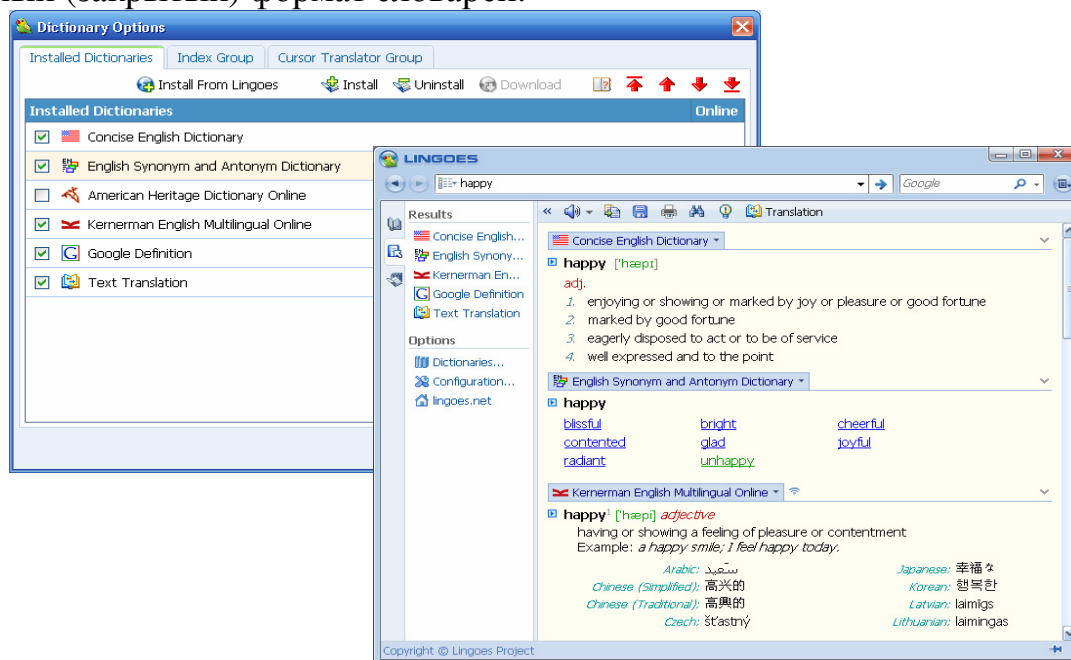 (закрытый) формат словарей.
Dictionary Options
Installed Dictionaries Index Group Cursor Translator Group
Install From Lingoes Install Uninstall Download
Installed Dictionaries Online
Concise English Dictionary
English Synonym and Antonym Dictionary
American Heritage Dictionary Online
Kernerman English Multilingual Online
Google Definition
Text Translation
LINGOES
happy Google
Results
Concise English...
English Synony...
Kernerman En...
Google Definition
Text Translation
Options
Dictionaries...
Configuration...
lingoes.net
Translation
Concise English Dictionary
happy ['hæpɪ]
adj.
1. enjoying or showing or marked by joy or pleasure or good fortune
2. marked by good fortune
3. eagerly disposed to act or to be of service
4. well expressed and to the point
English Synonym and Antonym Dictionary
happy
blissful bright cheerful
contented glad joyful
radiant unhappy
Kernerman English Multilingual Online
happy¹ ['hæpi] adjective
having or showing a feeling of pleasure or contentment
Example: a happy smile; I feel happy today.
Arabic: سَعيد Japanese: 幸福な
Chinese (Simplified): 高兴的 Korean: 행복한
Chinese (Traditional): 高興的 Latvian: laimīgs
Czech: šťastný Lithuanian: laimingas
Copyright © Lingoes Project